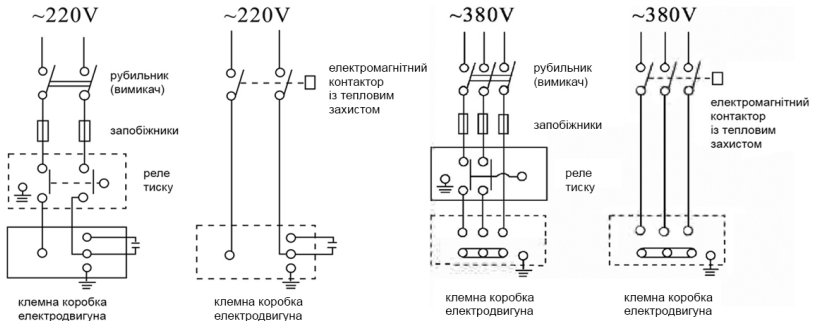 ~220V
рубильник
(вимикач)
запобіжники
реле
тиску
клемна коробка
електродвигуна
~220V
електромагнітний
контактор
із тепловим
захистом
клемна коробка
електродвигуна
~380V
рубильник
(вимикач)
запобіжники
реле
тиску
клемна коробка
електродвигуна
~380V
електромагнітний
контактор
із тепловим
захистом
клемна коробка
електродвигуна